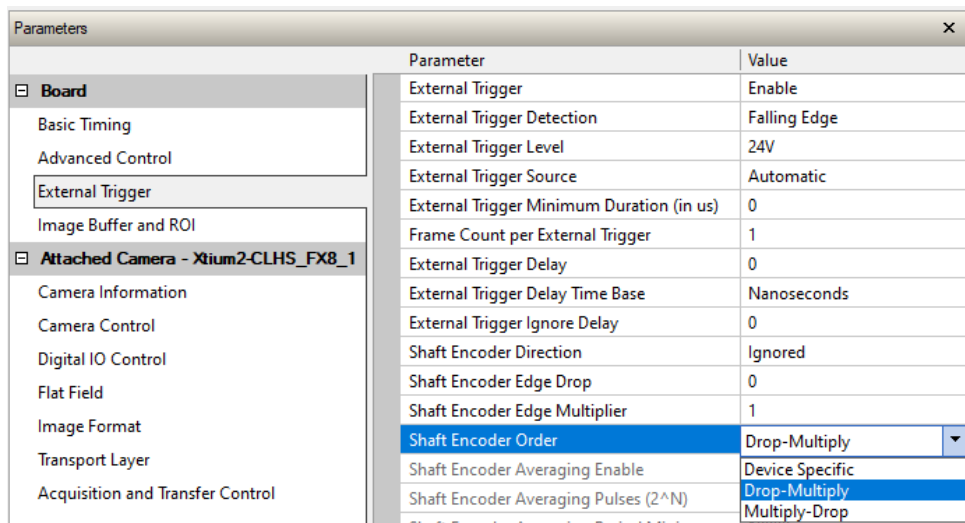 Parameters ×
Parameter Value
Board
Basic Timing
Advanced Control
External Trigger
Image Buffer and ROI
Attached Camera - Xtium2-CLHS_FX8_1
Camera Information
Camera Control
Digital IO Control
Flat Field
Image Format
Transport Layer
Acquisition and Transfer Control
External Trigger Enable
External Trigger Detection Falling Edge
External Trigger Level 24V
External Trigger Source Automatic
External Trigger Minimum Duration (in us) 0
Frame Count per External Trigger 1
External Trigger Delay 0
External Trigger Delay Time Base Nanoseconds
External Trigger Ignore Delay 0
Shaft Encoder Direction Ignored
Shaft Encoder Edge Drop 0
Shaft Encoder Edge Multiplier 1
Shaft Encoder Order Drop-Multiply
Shaft Encoder Averaging Enable Device Specific
Drop-Multiply
Shaft Encoder Averaging Pulses (2^N) Multiply-Drop